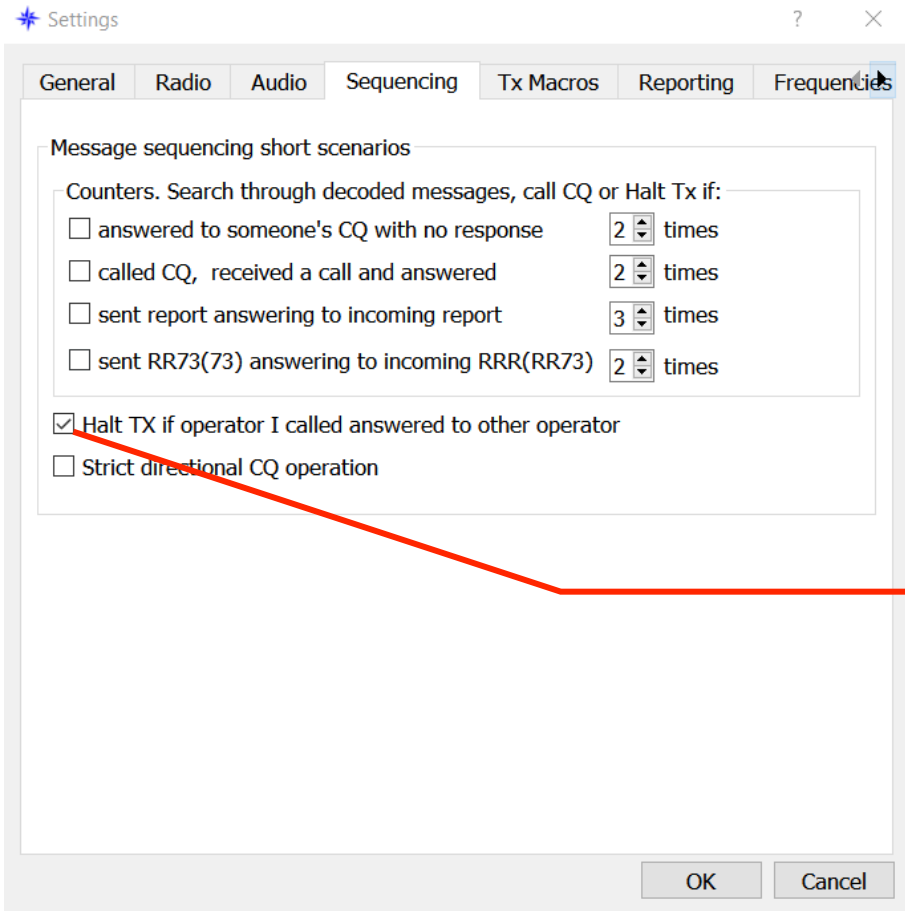 Settings
General Radio Audio Sequencing Tx Macros Reporting Frequencies
Message sequencing short scenarios
Counters. Search through decoded messages, call CQ or Halt Tx if:
answered to someone's CQ with no response 2 times
called CQ, received a call and answered 2 times
sent report answering to incoming report 3 times
sent RR73(73) answering to incoming RRR(RR73) 2 times
Halt TX if operator I called answered to other operator
Strict directional CQ operation
OK Cancel